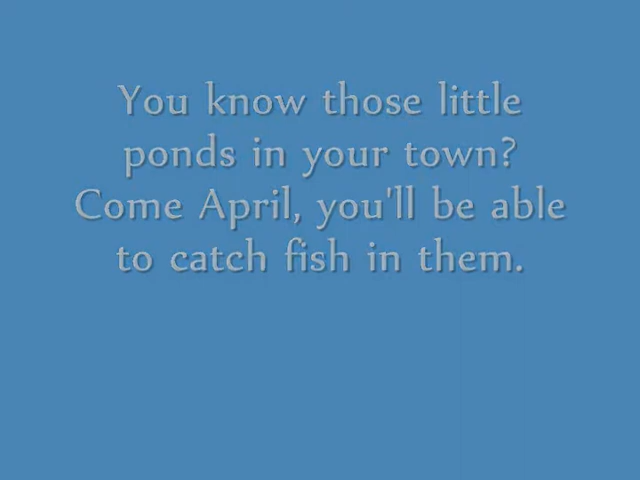 You know those little
ponds in your town?
Come April, you'll be able
to catch fish in them.